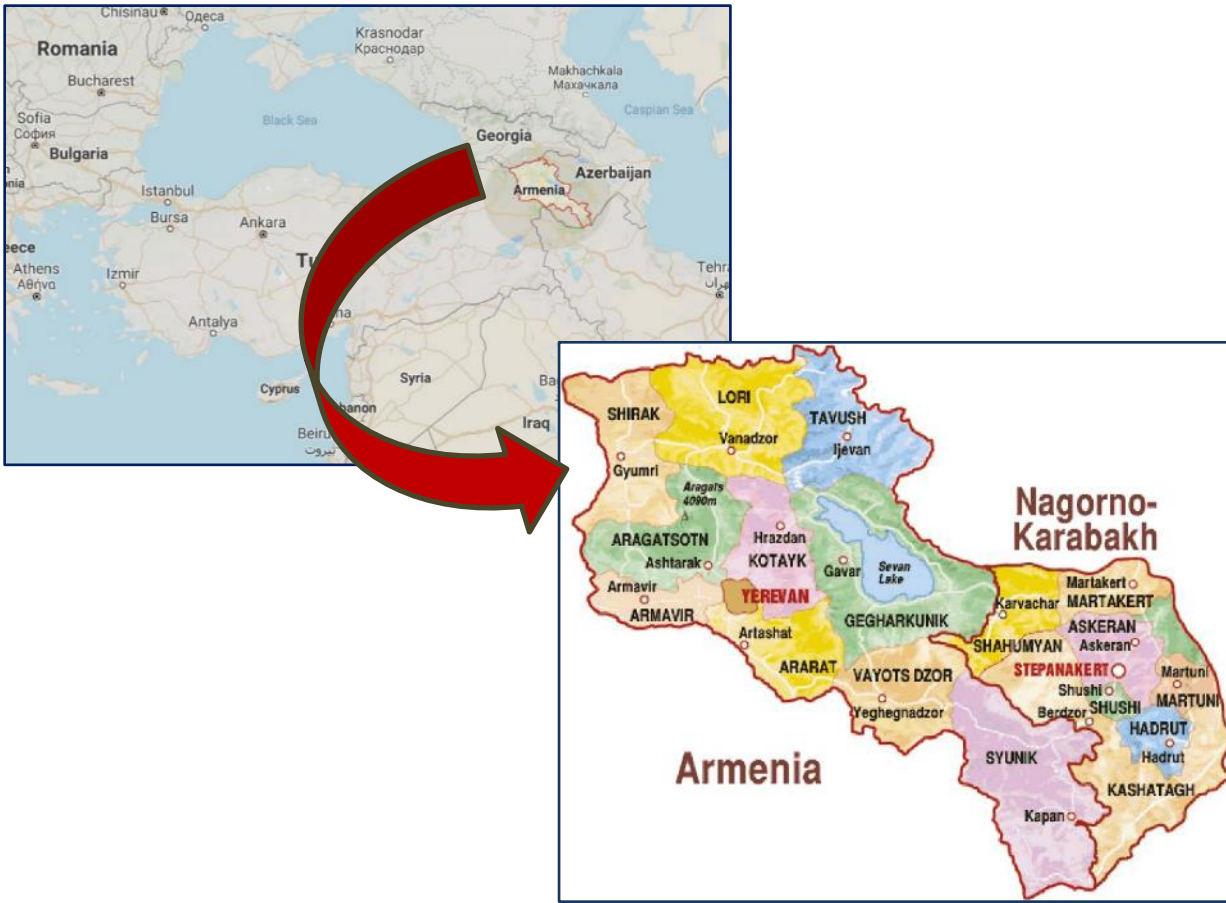 Chisinau
Одеса
Romania
Krasnodar
Краснодар
Bucharest
Makhachkala
Махачкала
Sofia
София
Black Sea
Caspian Sea
Bulgaria
Georgia
Azerbaijan
Armenia
Istanbul
Bursa
Ankara
Athens
Αθήνα
Izmir
Antalya
Cyprus
Syria
Iraq
بيروت
SHIRAK
LORI
TAVUSH
Vanadzor
Ijevan
Gyumri
Aragats
4090m
Nagorno-
Karabakh
ARAGATSOTN
Hrazdan
KOTAYK
Ashtarak
Gavar
Sevan
Lake
Armavir
YEREVAN
ARMAVIR
GEGHARKUNIK
Karvachar
Martakert
MARTAKERT
ASKERAN
Askeran
Artashat
ARARAT
SHAHUMYAN
VAYOTS DZOR
STEPANAKERT
Martuni
MARTUNI
Shushi
SHUSHI
Yeghegnadzor
Berdzor
HADRUT
Hadrut
Armenia
SYUNIK
KASHATAGH
Kapan